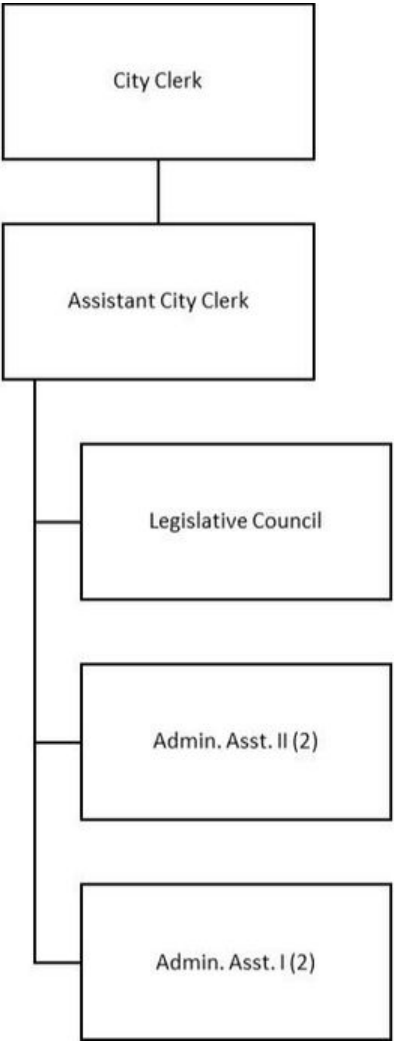 City Clerk
Assistant City Clerk
Legislative Council
Admin. Asst. II (2)
Admin. Asst. I (2)